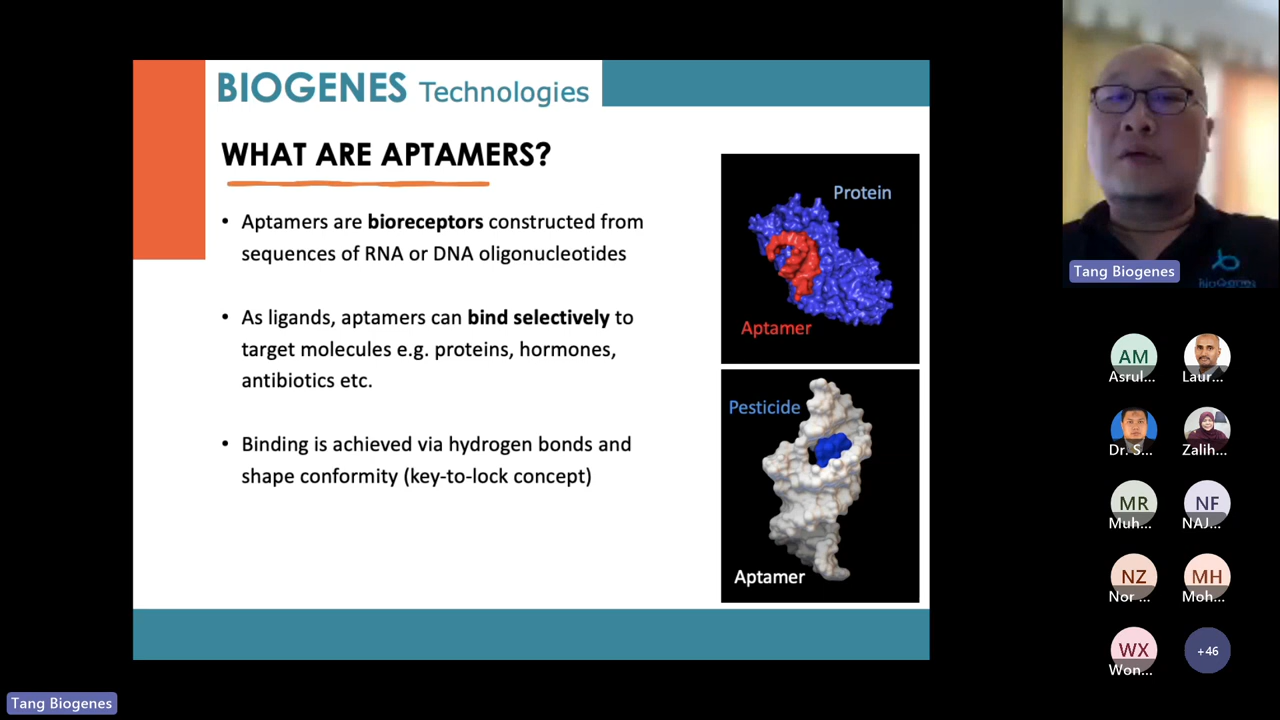 BIOGENES Technologies
WHAT ARE APTAMERS?
• Aptamers are bioreceptors constructed from
sequences of RNA or DNA oligonucleotides
• As ligands, aptamers can bind selectively to
target molecules e.g. proteins, hormones,
antibiotics etc.
• Binding is achieved via hydrogen bonds and
shape conformity (key-to-lock concept)
Protein
Aptamer
Pesticide
Aptamer
BioGenes
Tang Biogenes
AM
Asrul...
Laur...
Dr. S...
Zalih...
MR
Muh...
NF
NAJ...
NZ
Nor ...
MH
Moh...
WX
Won...
+46
Tang Biogenes